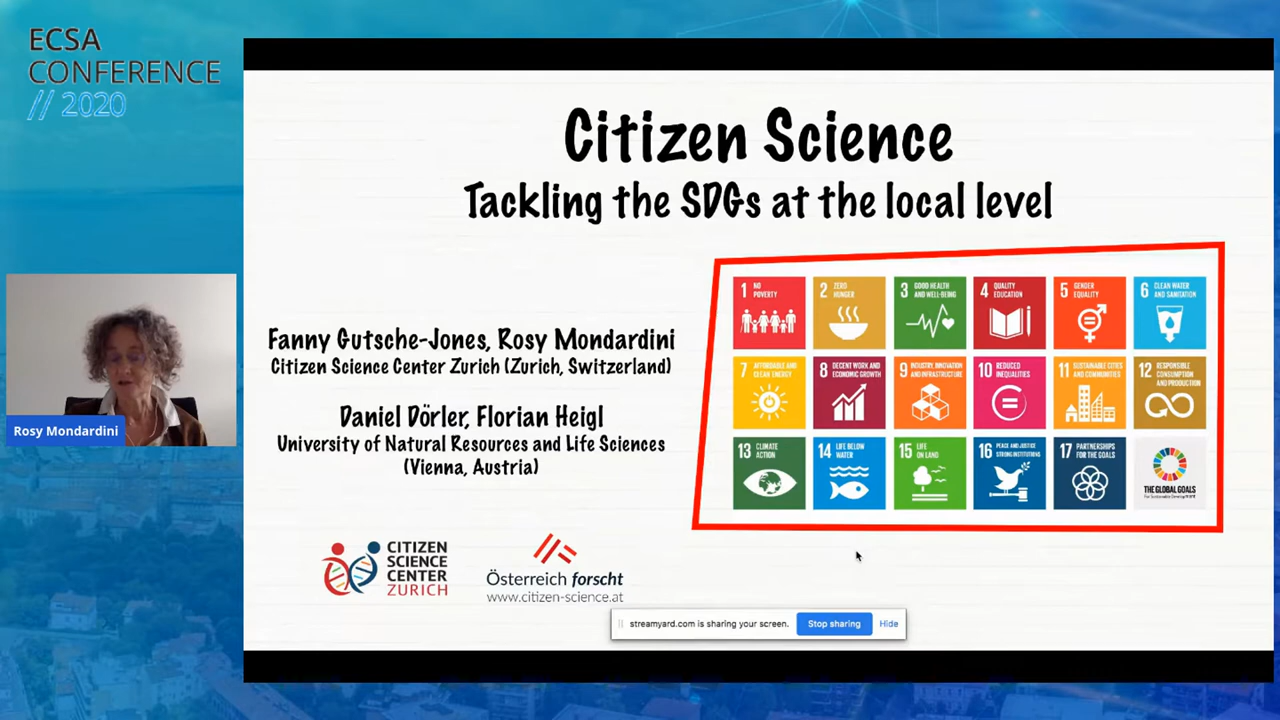 ECSA
CONFERENCE
// 2020
Citizen Science
Tackling the SDGs at the local level
Fanny Gutsche-Jones, Rosy Mondardini
Citizen Science Center Zurich (Zurich, Switzerland)
Daniel Dörler, Florian Heigl
University of Natural Resources and Life Sciences
(Vienna, Austria)
1 NO
POVERTY
2 ZERO
HUNGER
3 GOOD HEALTH
AND WELL-BEING
4 QUALITY
EDUCATION
5 GENDER
EQUALITY
6 CLEAN WATER
AND SANITATION
7 AFFORDABLE AND
CLEAN ENERGY
8 DECENT WORK AND
ECONOMIC GROWTH
9 INDUSTRY, INNOVATION
AND INFRASTRUCTURE
10 REDUCED
INEQUALITIES
11 SUSTAINABLE CITIES
AND COMMUNITIES
12 RESPONSIBLE
CONSUMPTION
AND PRODUCTION
13 CLIMATE
ACTION
14 LIFE BELOW
WATER
15 LIFE
ON LAND
16 PEACE AND JUSTICE
STRONG INSTITUTIONS
17 PARTNERSHIPS
FOR THE GOALS
THE GLOBAL GOALS
For Sustainable Development
Rosy Mondardini
CITIZEN
SCIENCE
CENTER
ZURICH
Österreich forscht
www.citizen-science.at
streamyard.com is sharing your screen.
Stop sharing
Hide